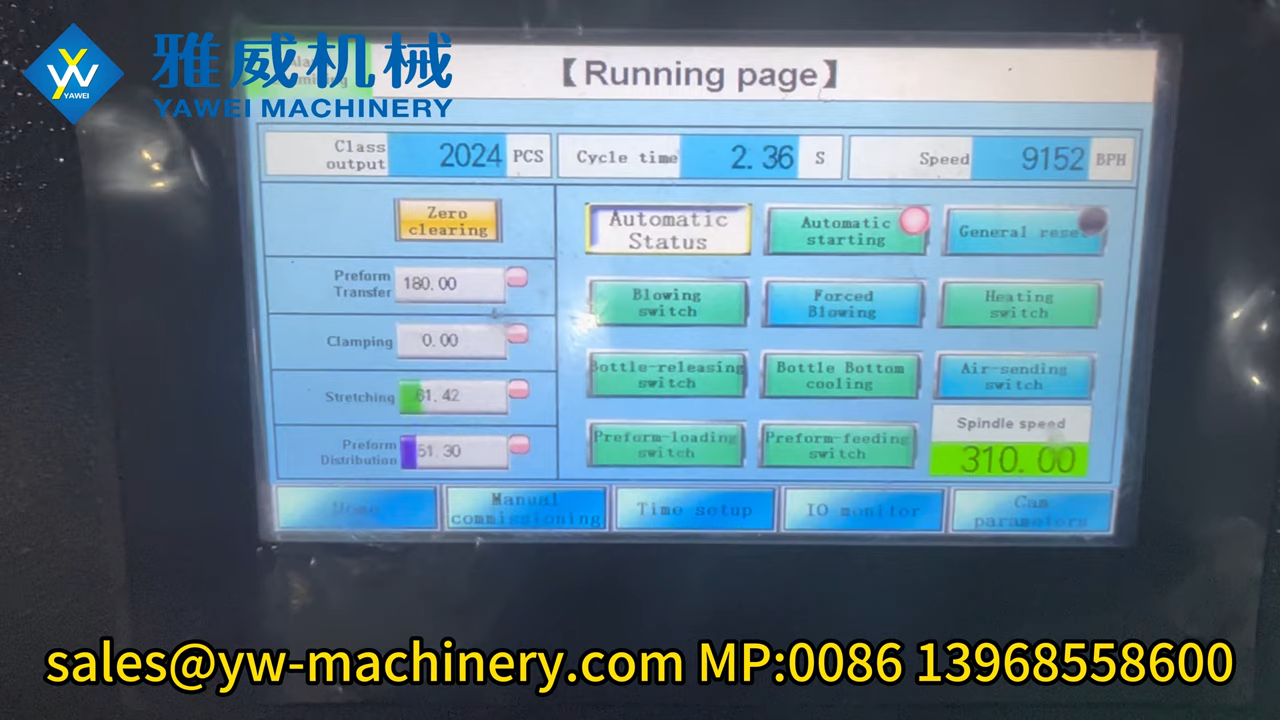 雅威机械
YAWEI MACHINERY
YW
YAWEI
【Running page】
Class output 2024 PCS
Cycle time 2.36 S
Speed 9152 BPH
Zero clearing
Automatic Status
Automatic starting
General reset
Preform Transfer 180.00
Blowing switch
Forced Blowing
Heating switch
Clamping 0.00
Bottle-releasing switch
Bottle Bottom cooling
Air-sending switch
Stretching 61.42
Spindle speed
310.00
Preform Distribution 51.30
Preform-loading switch
Preform-feeding switch
Home
Manual commissioning
Time setup
IO monitor
Cam parameters
sales@yw-machinery.com MP:0086 13968558600